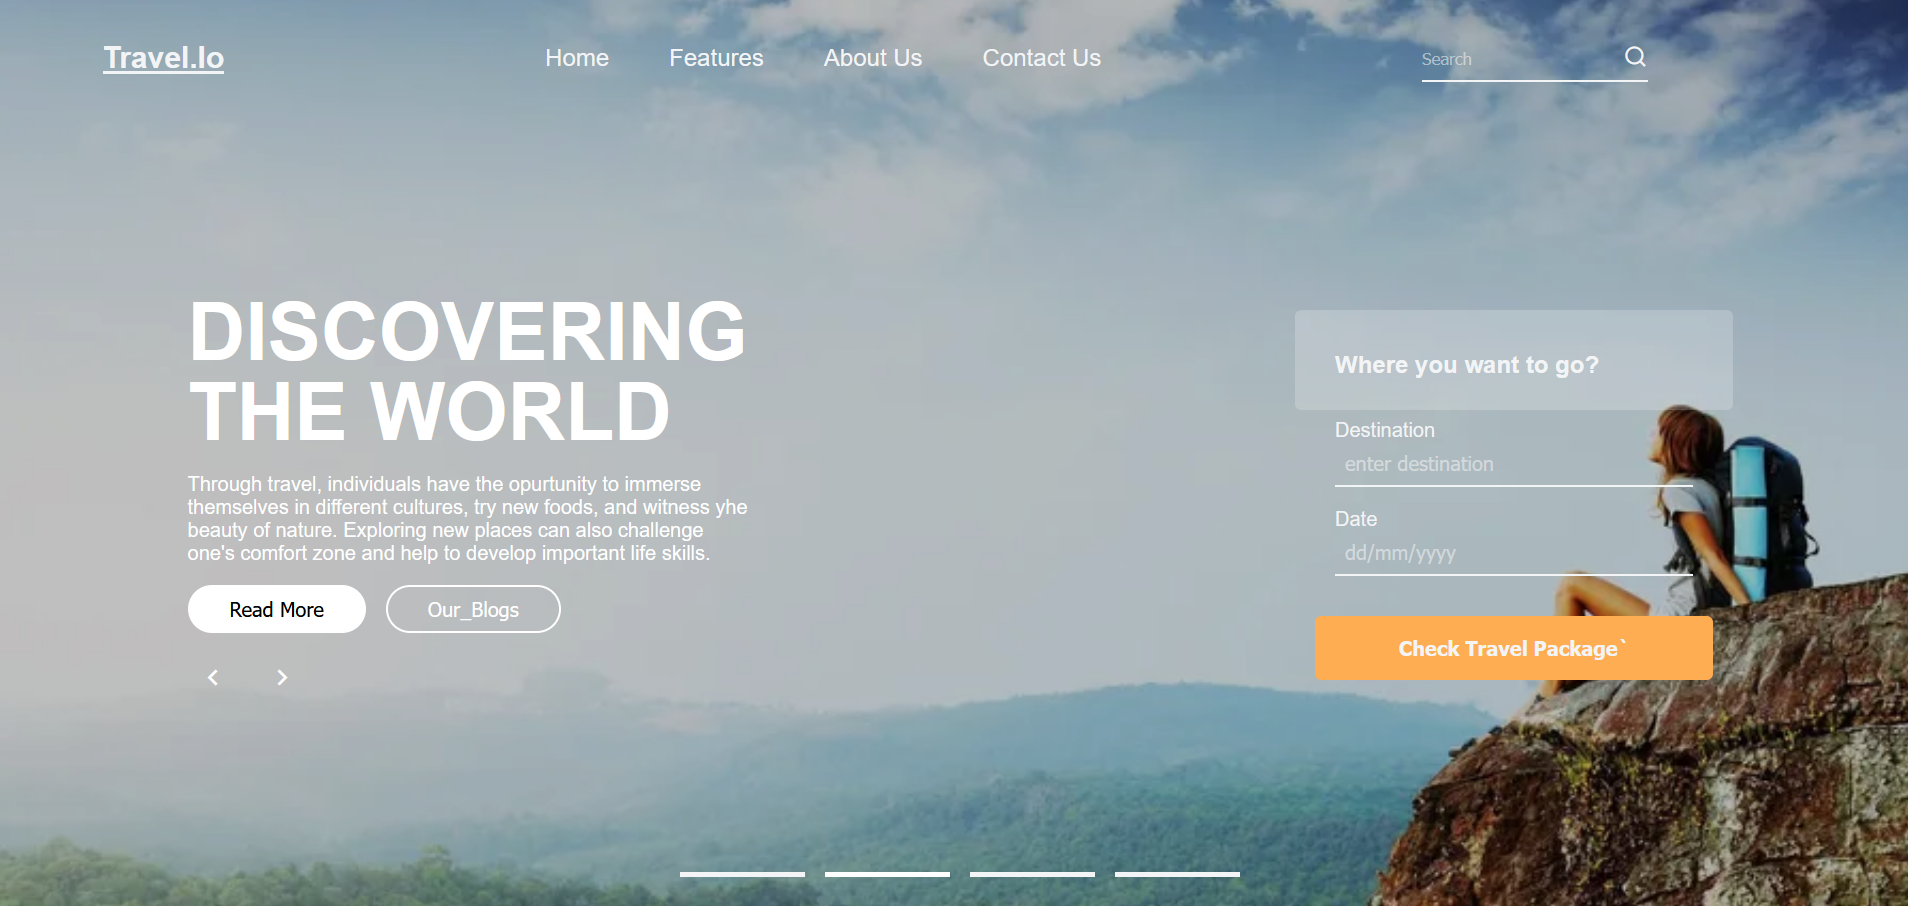 Travel.lo
Home
Features
About Us
Contact Us
Search
DISCOVERING
THE WORLD
Through travel, individuals have the opurtunity to immerse
themselves in different cultures, try new foods, and witness yhe
beauty of nature. Exploring new places can also challenge
one's comfort zone and help to develop important life skills.
Read More
Our_Blogs
Where you want to go?
Destination
enter destination
Date
dd/mm/yyyy
Check Travel Package`